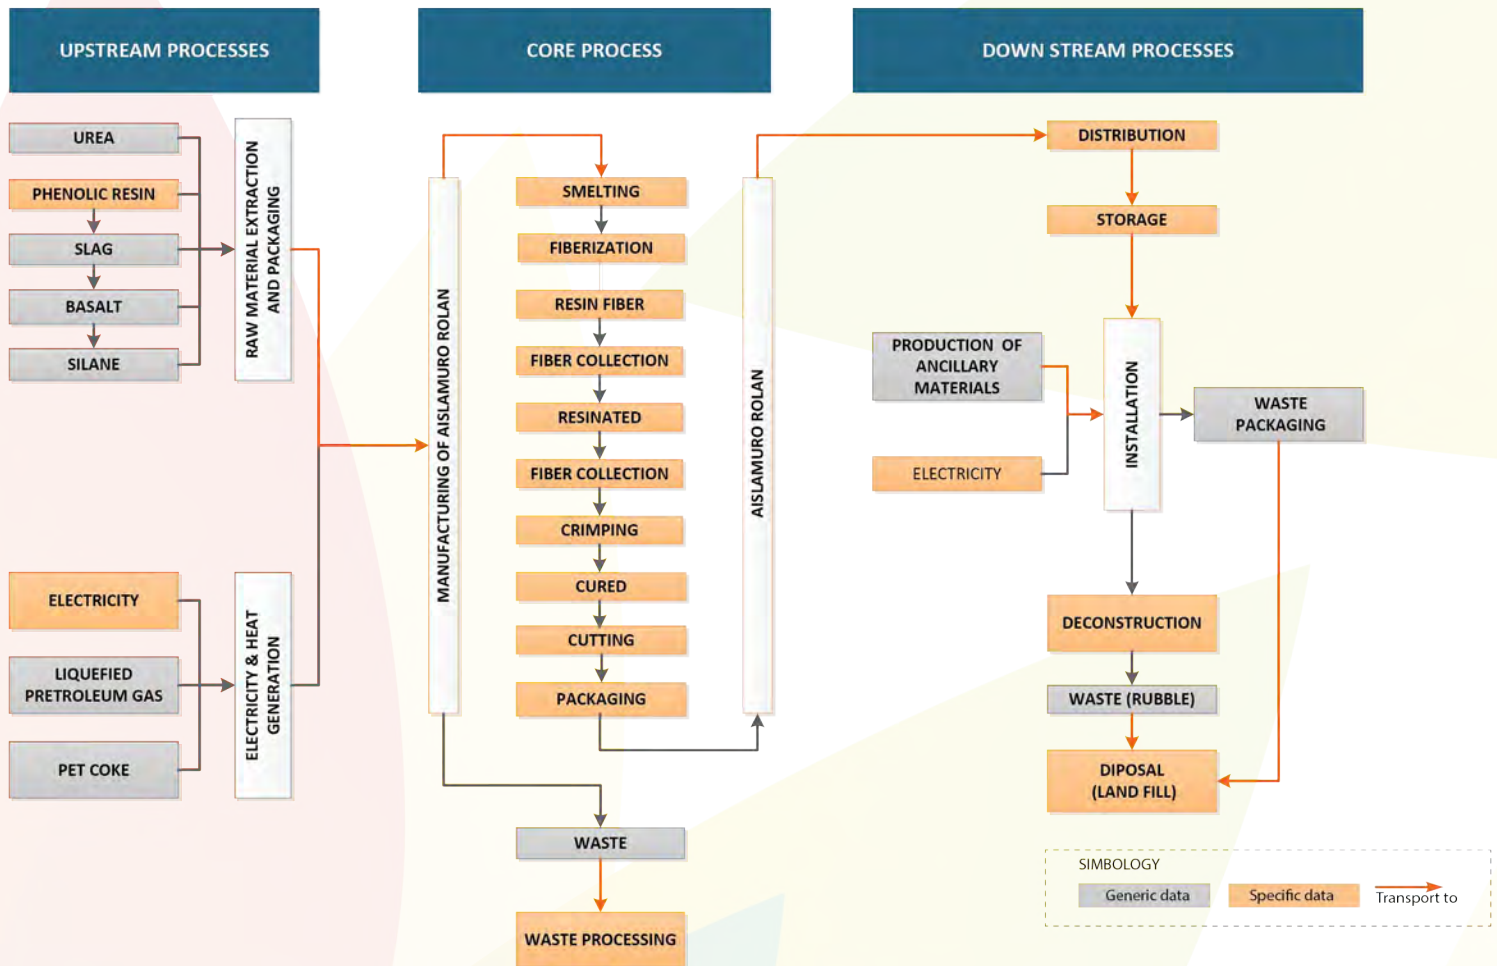 UPSTREAM PROCESSES
UREA
PHENOLIC RESIN
SLAG
BASALT
SILANE
RAW MATERIAL EXTRACTION
AND PACKAGING
ELECTRICITY
LIQUEFIED
PRETROLEUM GAS
PET COKE
ELECTRICITY & HEAT
GENERATION
CORE PROCESS
MANUFACTURING OF AISLAMURO ROLAN
SMELTING
FIBERIZATION
RESIN FIBER
FIBER COLLECTION
RESINATED
FIBER COLLECTION
CRIMPING
CURED
CUTTING
PACKAGING
AISLAMURO ROLAN
WASTE
WASTE PROCESSING
DOWN STREAM PROCESSES
DISTRIBUTION
STORAGE
PRODUCTION OF
ANCILLARY
MATERIALS
ELECTRICITY
INSTALLATION
WASTE
PACKAGING
DECONSTRUCTION
WASTE (RUBBLE)
DIPOSAL
(LAND FILL)
SIMBOLOGY
Generic data
Specific data
Transport to